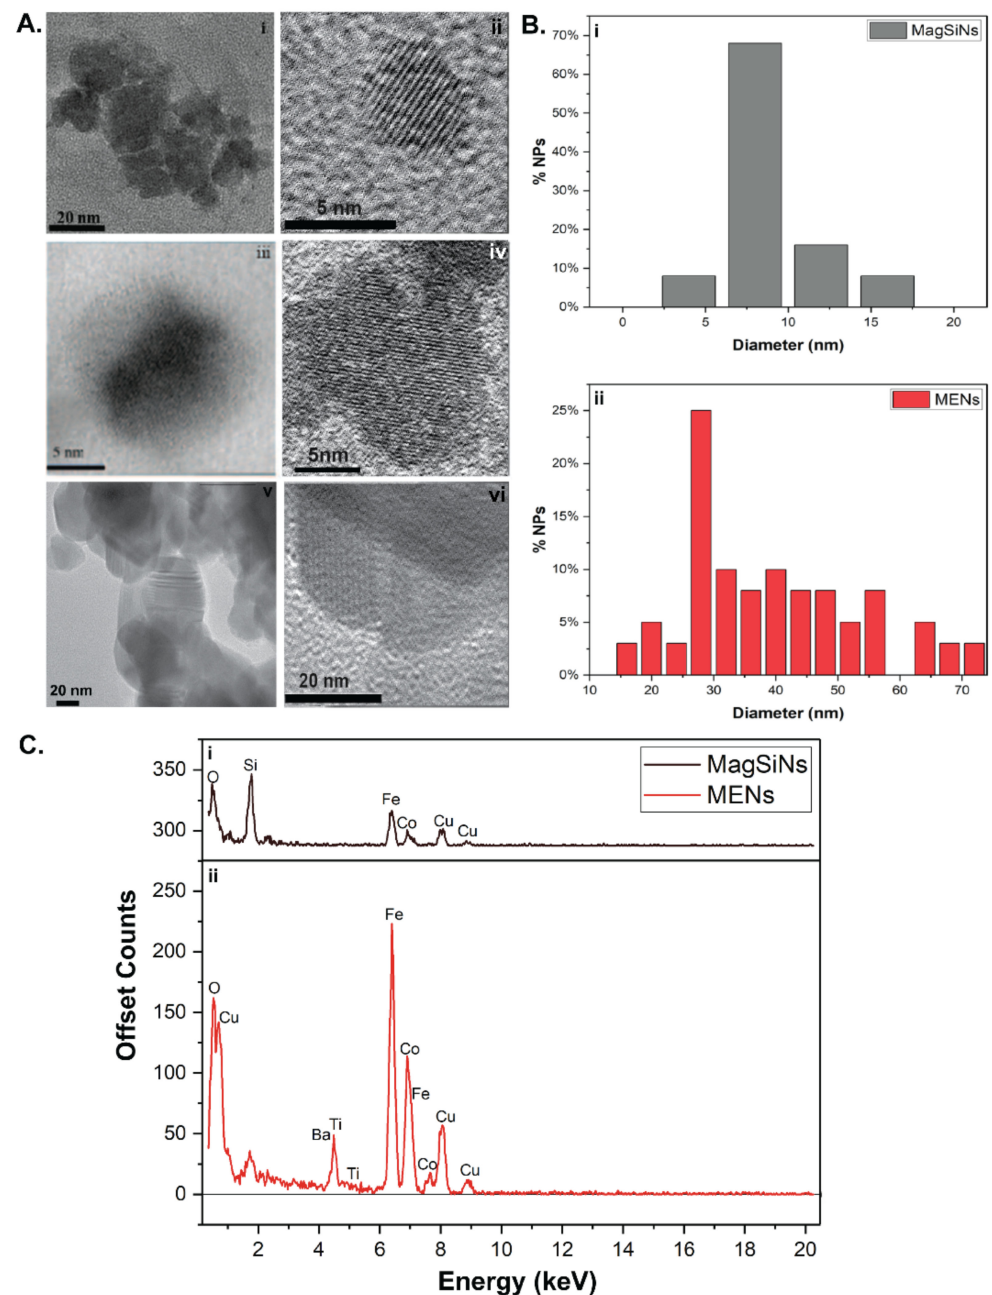 A.
i
20 nm
ii
5 nm
iii
5 nm
iv
5nm
v
20 nm
vi
20 nm
B.
i
MagSiNs
70%
60%
50%
40%
30%
20%
10%
0%
% NPs
0 5 10 15 20
Diameter (nm)
ii
MENs
25%
20%
15%
10%
5%
0%
% NPs
10 20 30 40 50 60 70
Diameter (nm)
C.
i
MagSiNs
MENs
350
300
O
Si
Fe
Co
Cu
Cu
ii
250
200
150
100
50
0
Offset Counts
O
Cu
Ba
Ti
Ti
Fe
Co
Fe
Co
Cu
Cu
2 4 6 8 10 12 14 16 18 20
Energy (keV)